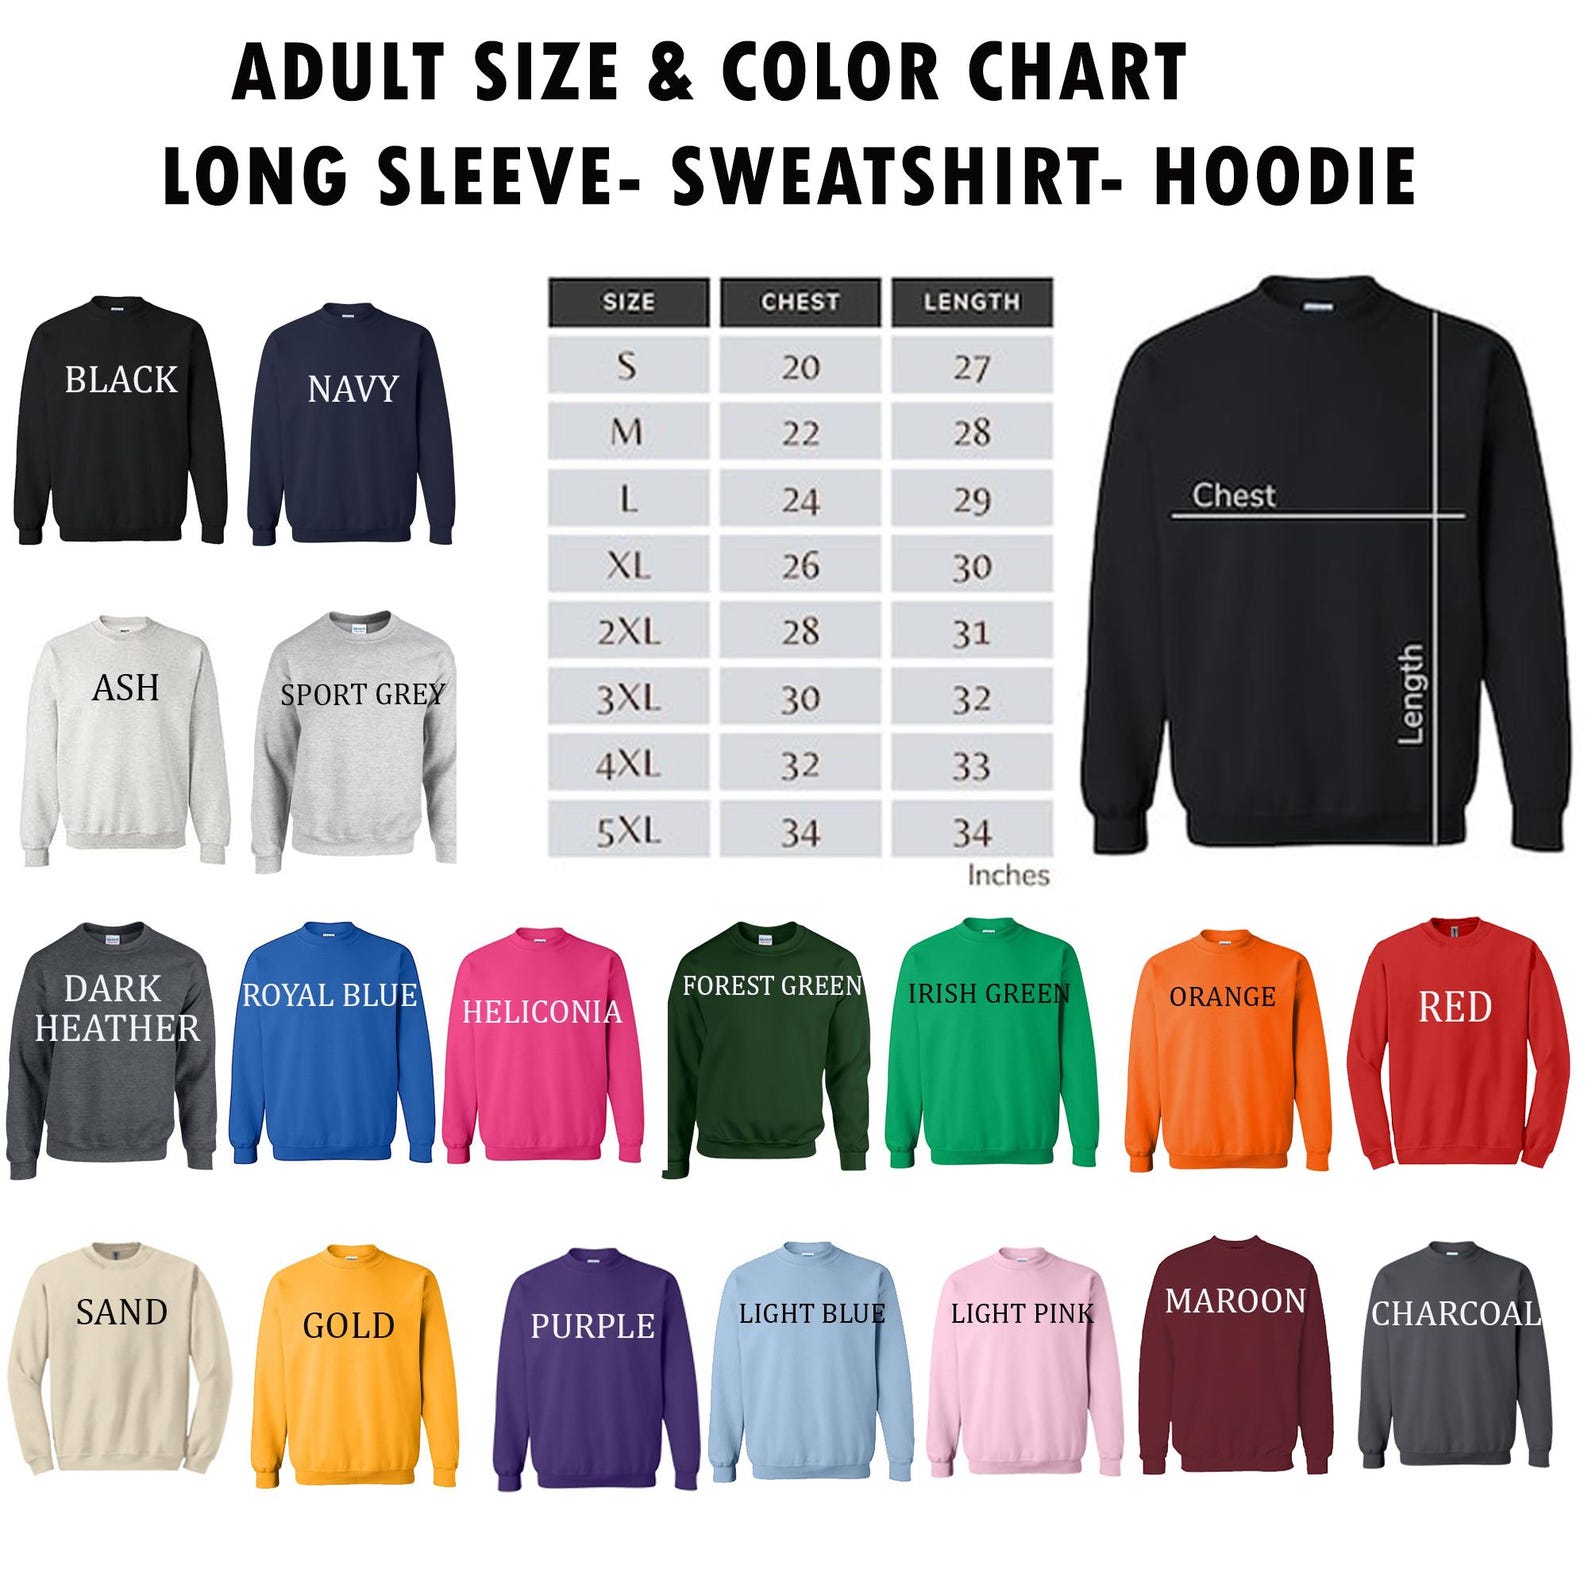 ADULT SIZE & COLOR CHART
LONG SLEEVE- SWEATSHIRT- HOODIE
BLACK
NAVY
SIZE CHEST LENGTH
S 20 27
M 22 28
L 24 29
XL 26 30
2XL 28 31
3XL 30 32
4XL 32 33
5XL 34 34
Inches
Chest
Length
ASH
SPORT GREY
DARK
HEATHER
ROYAL BLUE
HELICONIA
FOREST GREEN
IRISH GREEN
ORANGE
RED
SAND
GOLD
PURPLE
LIGHT BLUE
LIGHT PINK
MAROON
CHARCOAL